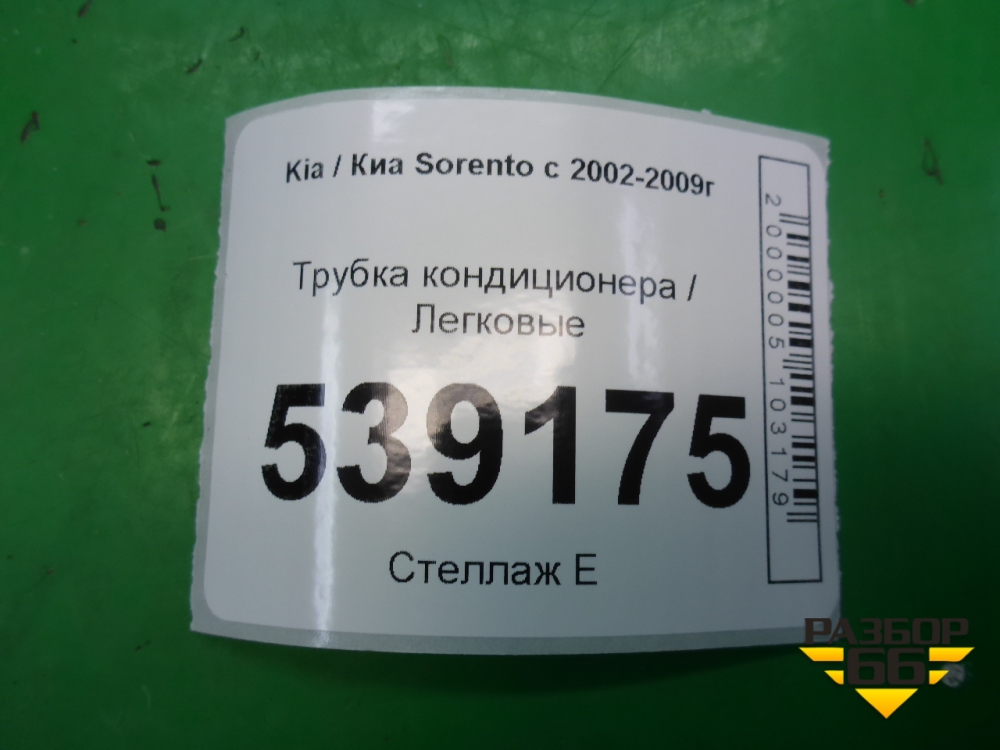 Kia / Киа Sorento с 2002-2009г
Трубка кондиционера /
Легковые
539175
Стеллаж Е
2000005103179
РАЗБОР
66